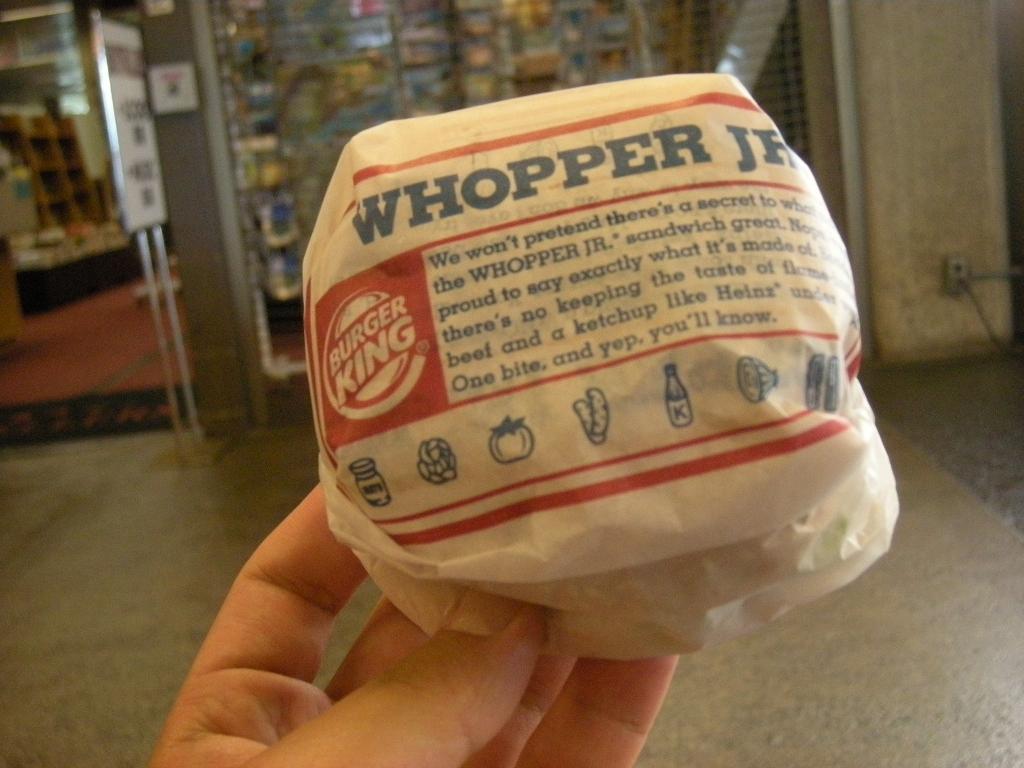 WHOPPER JR
BURGER
KING®
We won't pretend there's a secret to what
the WHOPPER JR.® sandwich great.
proud to say exactly what it's made of.
there's no keeping the taste of flame
beef and a ketchup like Heinz® under
One bite, and yep, you'll know.
K